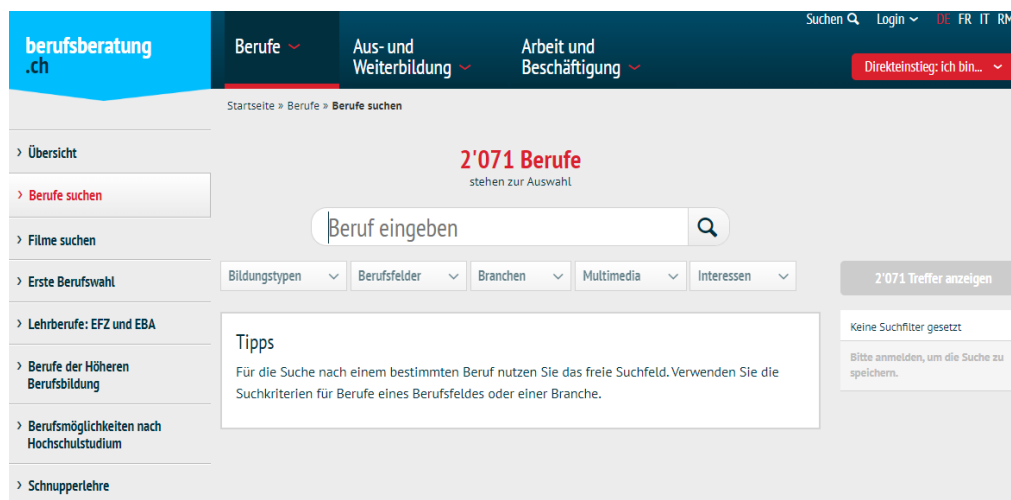 Suchen Login DE FR IT RM
berufsberatung
.ch
Berufe
Aus- und
Weiterbildung
Arbeit und
Beschäftigung
Direkteinstieg: ich bin...
Startseite » Berufe » Berufe suchen
Übersicht
Berufe suchen
Filme suchen
Erste Berufswahl
Lehrberufe: EFZ und EBA
Berufe der Höheren
Berufsbildung
Berufsmöglichkeiten nach
Hochschulstudium
Schnupperlehre
2'071 Berufe
stehen zur Auswahl
Beruf eingeben
Bildungstypen Berufsfelder Branchen Multimedia Interessen
Tipps
Für die Suche nach einem bestimmten Beruf nutzen Sie das freie Suchfeld. Verwenden Sie die
Suchkriterien für Berufe eines Berufsfeldes oder einer Branche.
2'071 Treffer anzeigen
Keine Suchfilter gesetzt
Bitte anmelden, um die Suche zu
speichern.